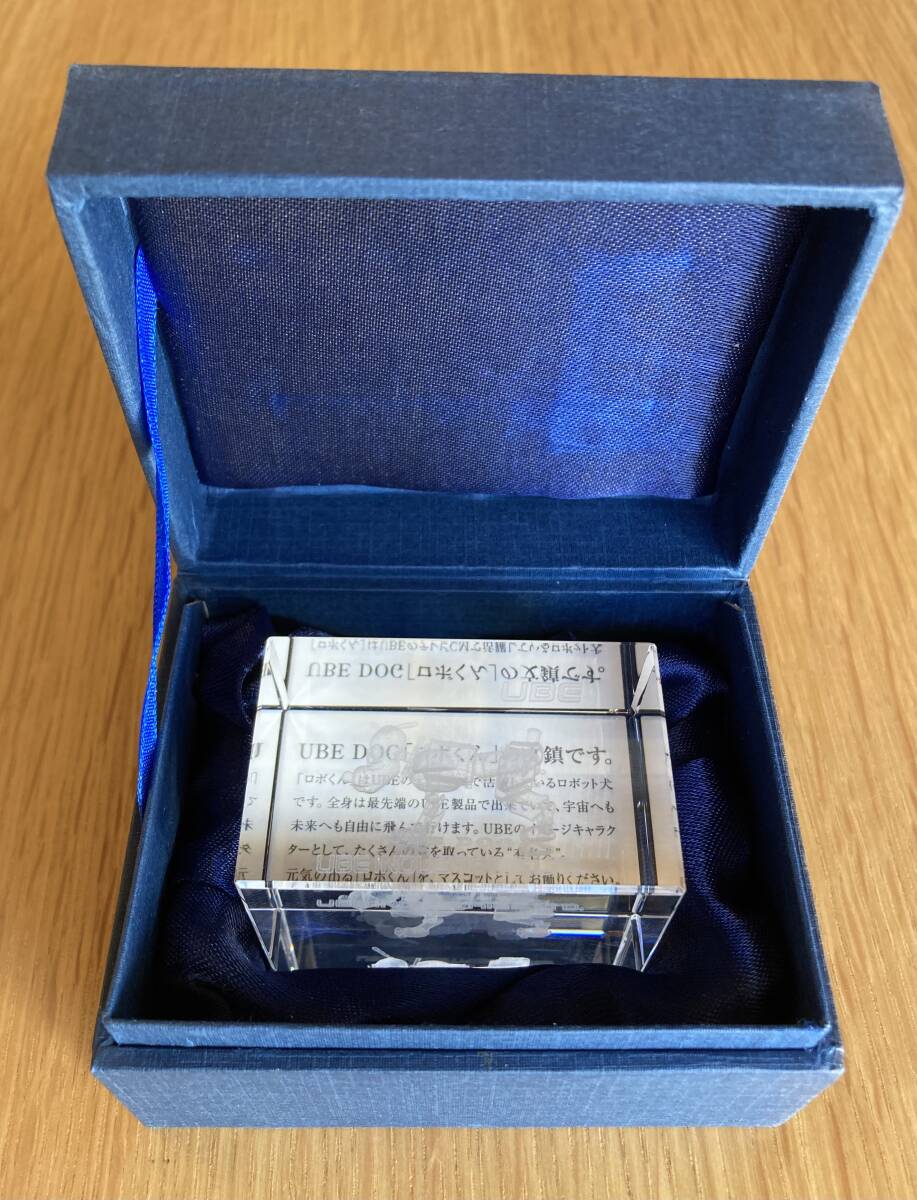 UBE
UBE DOG「ロボくん」の文鎮です。
「ロボくん」はUBEの で活 いるロボット犬
です。全身は最先端のUBE製品で出来ていて、宇宙へも
未来へも自由に飛んで行けます。UBEのイメージキャラク
ターとして、たくさんの を取っている“ 犬”。
元気の出る「ロボくん」を、マスコットとしてお飾りください。